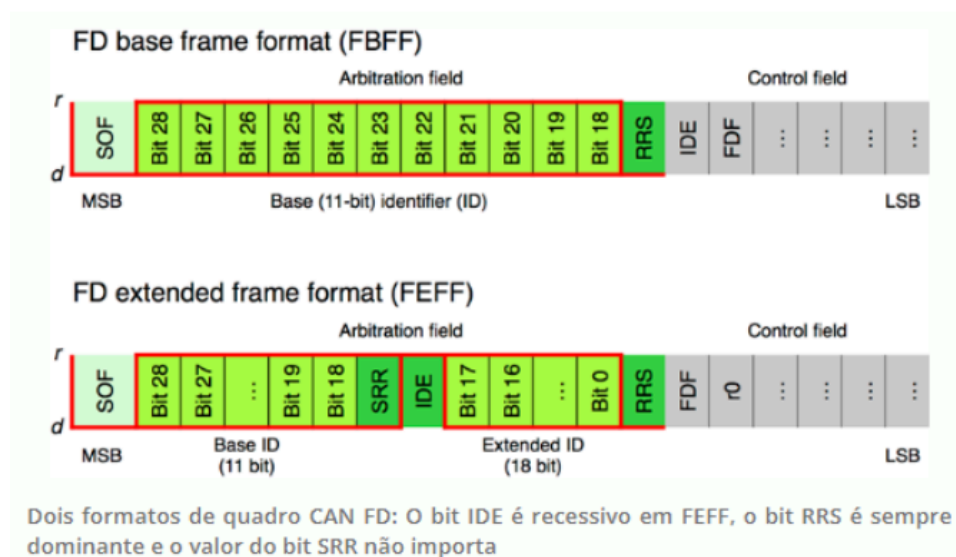 FD base frame format (FBFF)
Arbitration field Control field
r
SOF Bit 28 Bit 27 Bit 26 Bit 25 Bit 24 Bit 23 Bit 22 Bit 21 Bit 20 Bit 19 Bit 18 RRS IDE FDF ... ... ... ...
d
MSB Base (11-bit) identifier (ID) LSB
FD extended frame format (FEFF)
Arbitration field Control field
r
SOF Bit 28 Bit 27 ... Bit 19 Bit 18 SRR IDE Bit 17 Bit 16 ... Bit 0 RRS FDF r0 ... ... ... ...
d
MSB Base ID Extended ID LSB
(11 bit) (18 bit)
Dois formatos de quadro CAN FD: O bit IDE é recessivo em FEFF, o bit RRS é sempre
dominante e o valor do bit SRR não importa